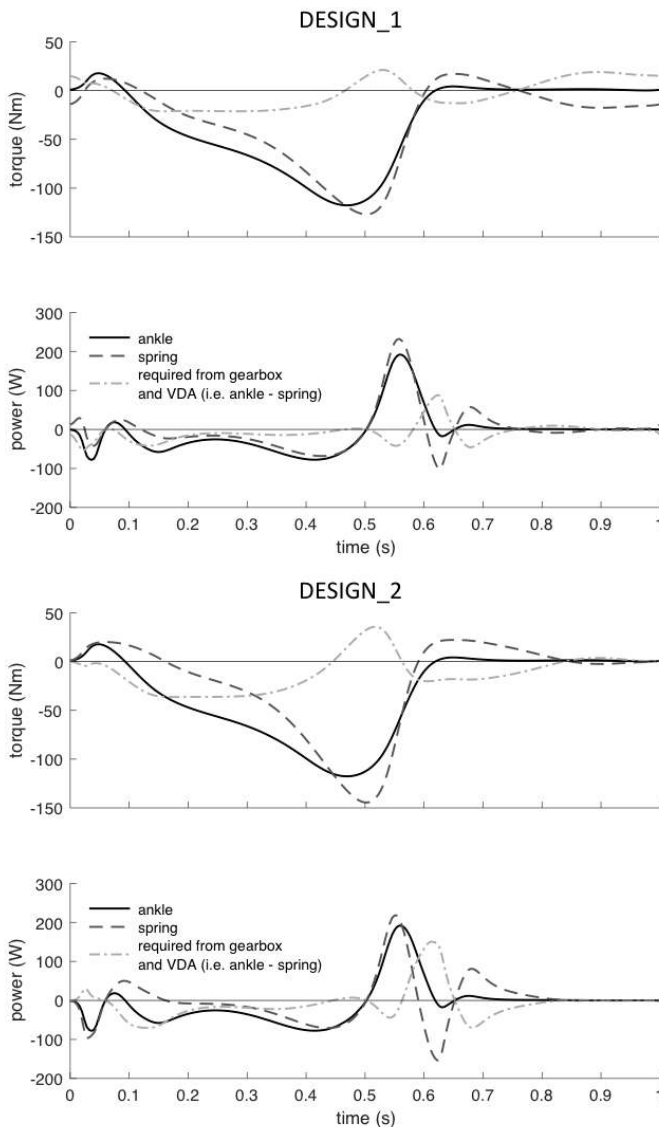 DESIGN_1
50
0
-50
-100
-150
torque (Nm)
300
200
100
0
-100
-200
power (W)
ankle
spring
required from gearbox
and VDA (i.e. ankle - spring)
0 0.1 0.2 0.3 0.4 0.5 0.6 0.7 0.8 0.9
time (s)
DESIGN_2
50
0
-50
-100
-150
torque (Nm)
300
200
100
0
-100
-200
power (W)
ankle
spring
required from gearbox
and VDA (i.e. ankle - spring)
0 0.1 0.2 0.3 0.4 0.5 0.6 0.7 0.8 0.9
time (s)